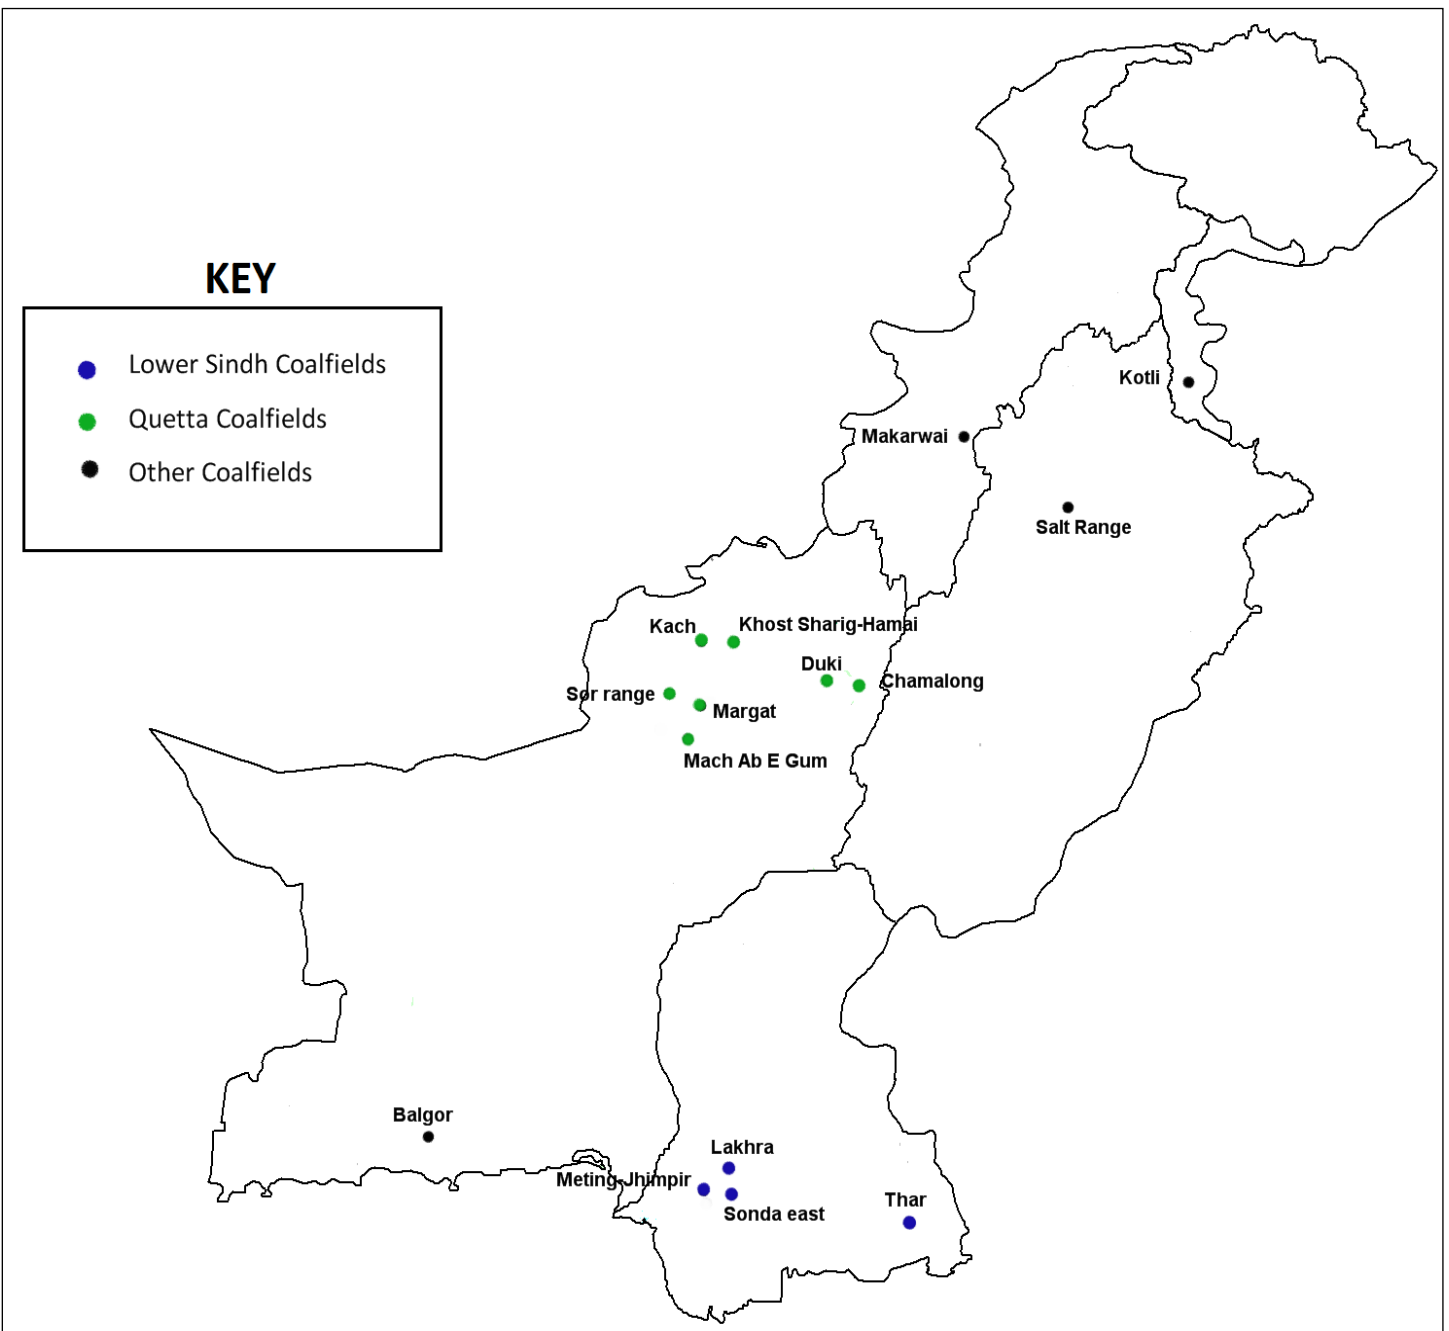 KEY
Lower Sindh Coalfields
Quetta Coalfields
Other Coalfields
Kotli
Makarwai
Salt Range
Kach
Khost Sharig-Hamai
Duki
Chamalong
Sor range
Margat
Mach Ab E Gum
Balgor
Lakhra
Meting-Jhimpir
Sonda east
Thar